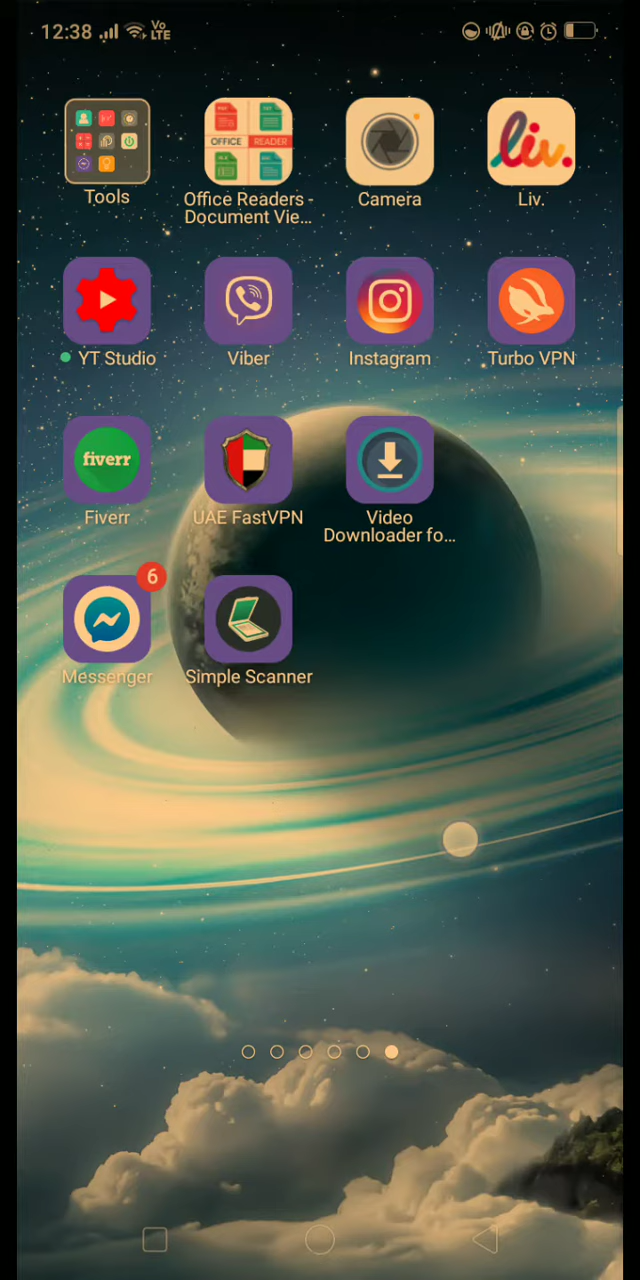 12:38 Vo LTE
Tools
OFFICE READER
Office Readers -
Document Vie...
Camera
liv.
Liv.
YT Studio
Viber
Instagram
Turbo VPN
fiverr
Fiverr
UAE FastVPN
Video
Downloader fo...
6
Messenger
Simple Scanner